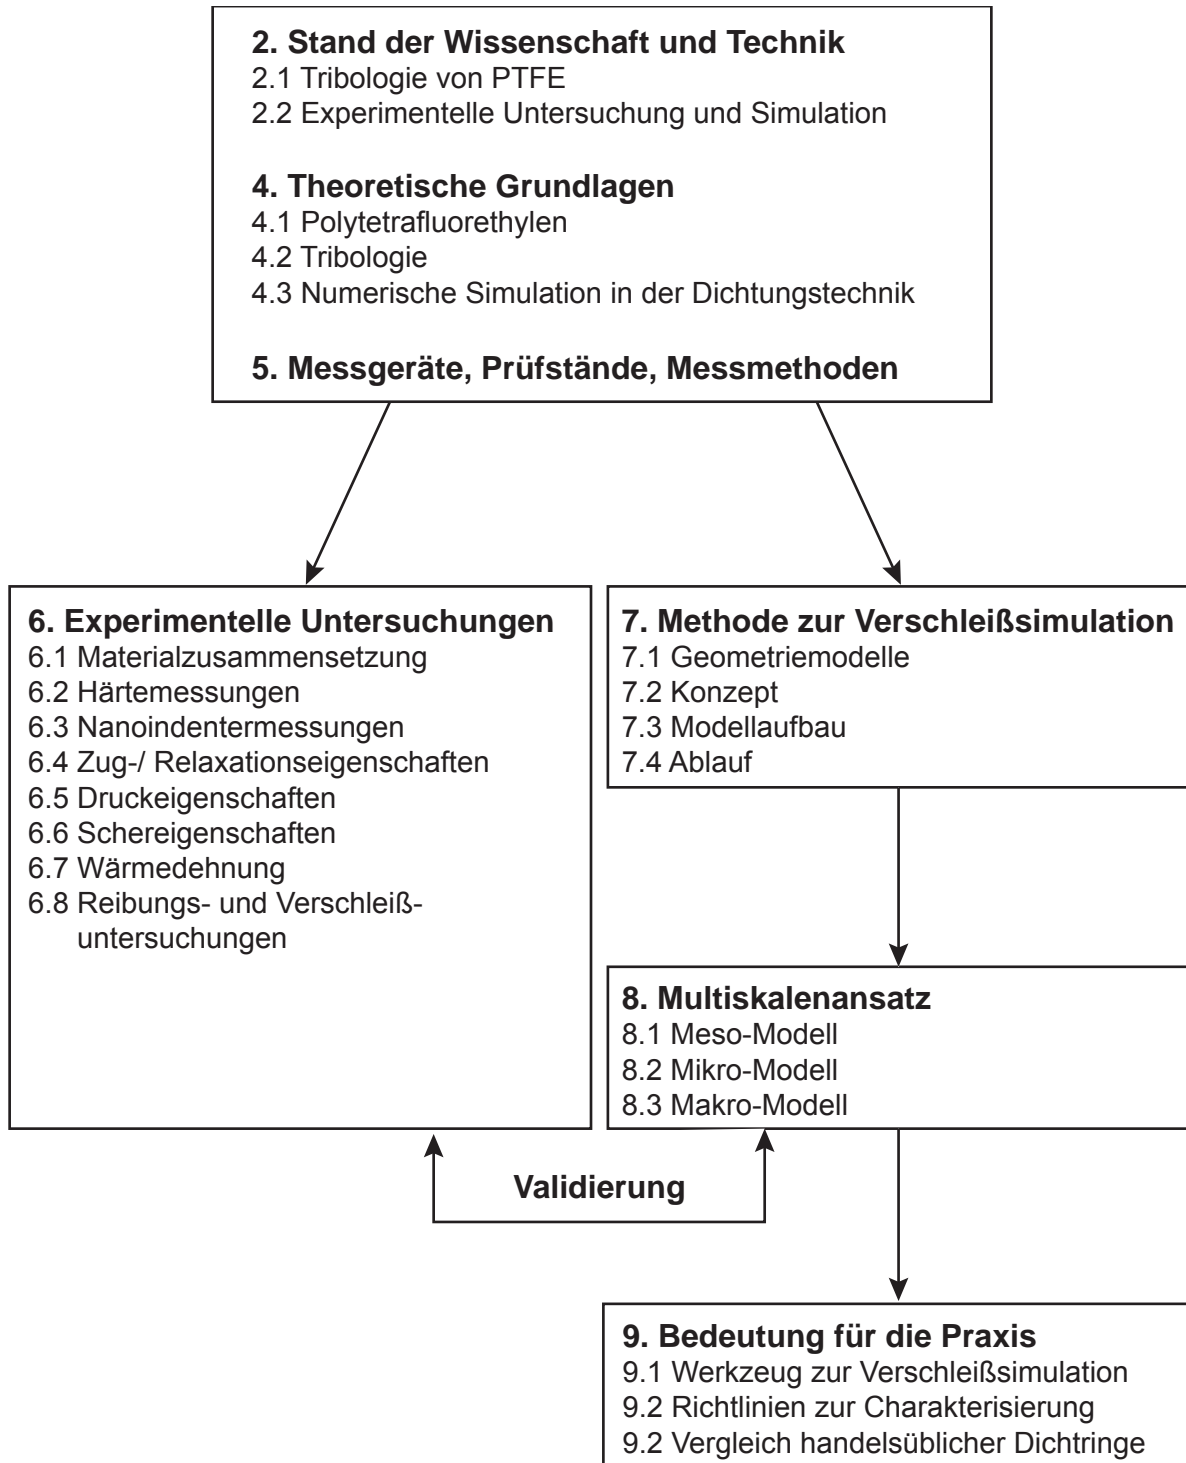 2. Stand der Wissenschaft und Technik
2.1 Tribologie von PTFE
2.2 Experimentelle Untersuchung und Simulation
4. Theoretische Grundlagen
4.1 Polytetrafluorethylen
4.2 Tribologie
4.3 Numerische Simulation in der Dichtungstechnik
5. Messgeräte, Prüfstände, Messmethoden
6. Experimentelle Untersuchungen
6.1 Materialzusammensetzung
6.2 Härtemessungen
6.3 Nanoindentermessungen
6.4 Zug-/ Relaxationseigenschaften
6.5 Druckeigenschaften
6.6 Schereigenschaften
6.7 Wärmedehnung
6.8 Reibungs- und Verschleiß-
untersuchungen
7. Methode zur Verschleißsimulation
7.1 Geometriemodelle
7.2 Konzept
7.3 Modellaufbau
7.4 Ablauf
8. Multiskalenansatz
8.1 Meso-Modell
8.2 Mikro-Modell
8.3 Makro-Modell
Validierung
9. Bedeutung für die Praxis
9.1 Werkzeug zur Verschleißsimulation
9.2 Richtlinien zur Charakterisierung
9.2 Vergleich handelsüblicher Dichtringe